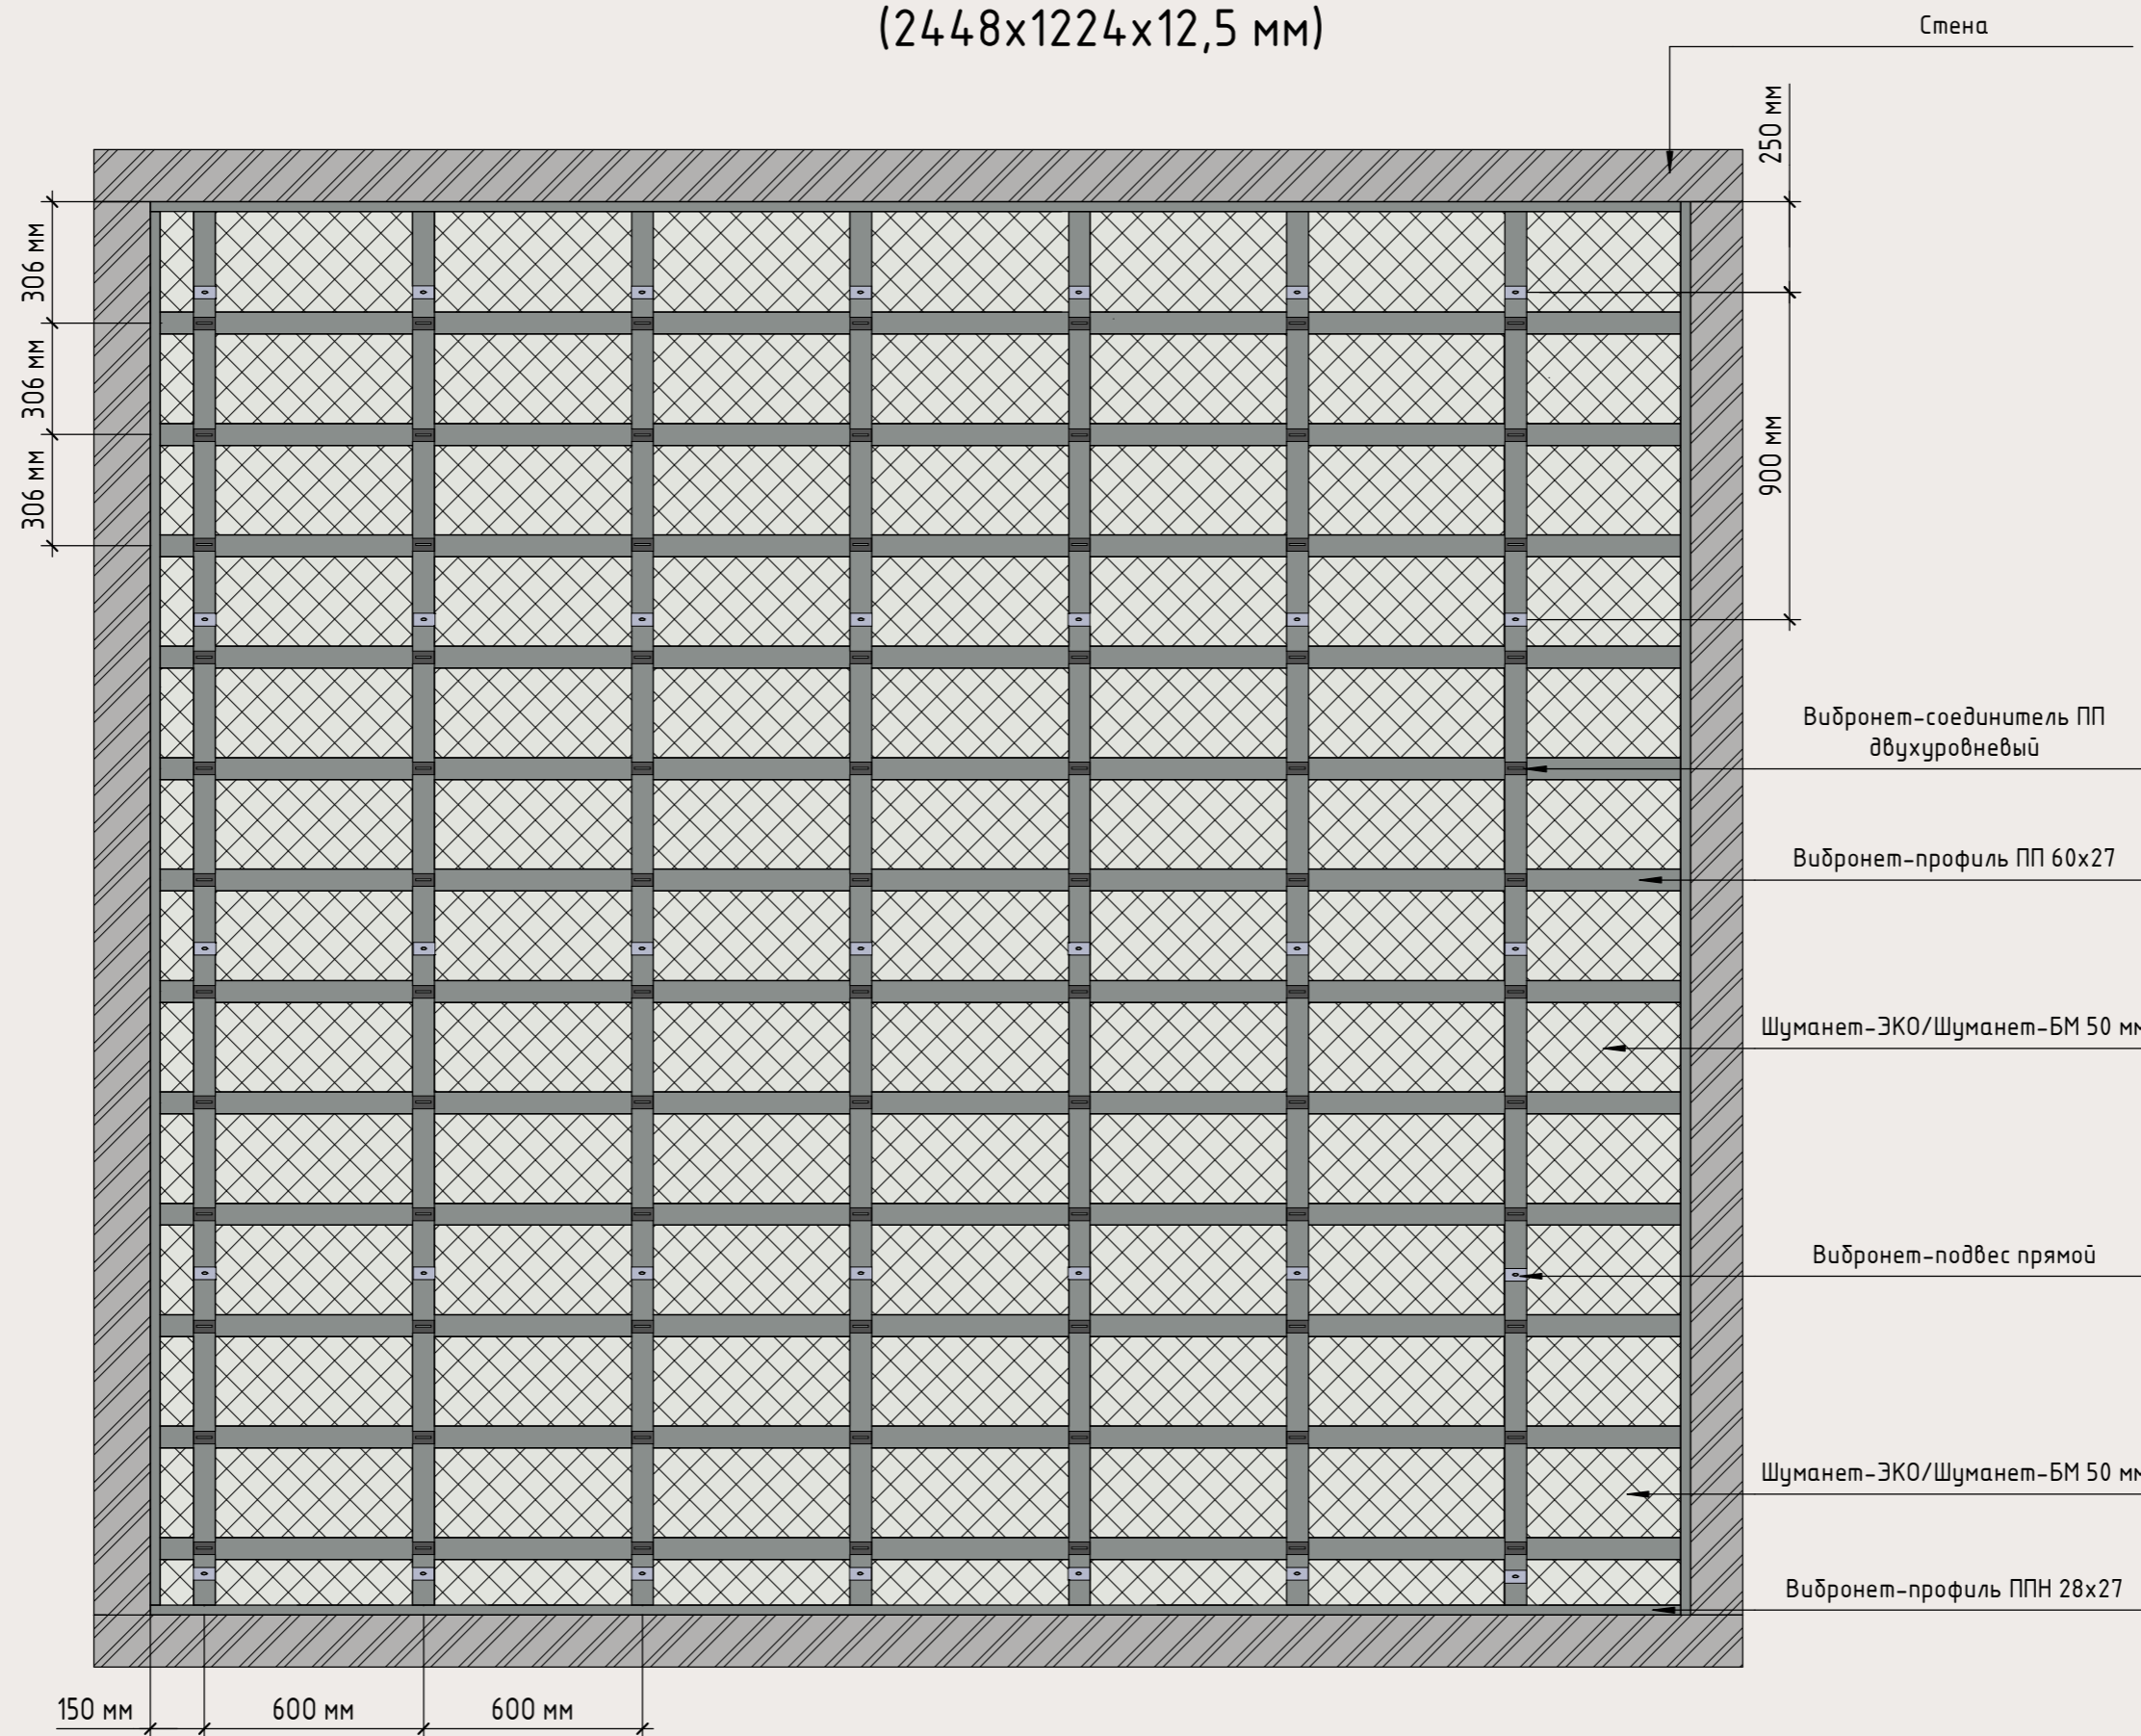 (2448х1224х12,5 мм)
Стена
250 мм
306 мм
306 мм
306 мм
900 мм
Вибронет-соединитель ПП
двухуровневый
Вибронет-профиль ПП 60х27
Шуманет-ЭКО/Шуманет-БМ 50 мм
Вибронет-подвес прямой
Шуманет-ЭКО/Шуманет-БМ 50 мм
Вибронет-профиль ППН 28х27
150 мм
600 мм
600 мм